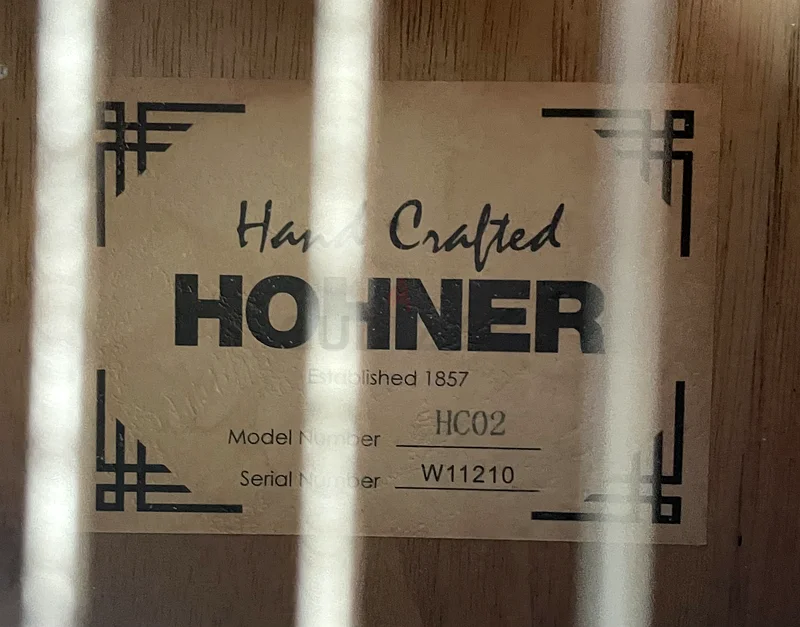 Hand Crafted
HOHNER
Established 1857
Model Number HC02
Serial Number W11210